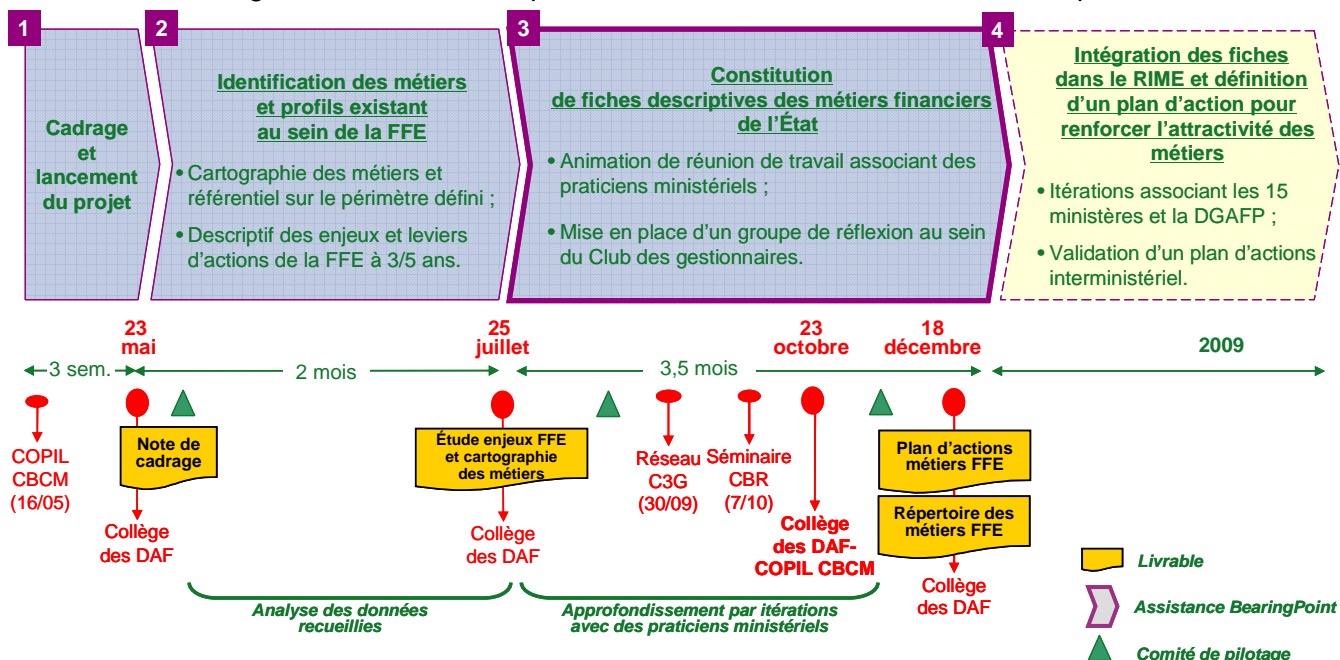 1
2
3
4
Cadrage
et
lancement
du projet
Identification des métiers
et profils existant
au sein de la FFE
• Cartographie des métiers et
référentiel sur le périmètre défini ;
• Descriptif des enjeux et leviers
d'actions de la FFE à 3/5 ans.
Constitution
de fiches descriptives des métiers financiers
de l'État
• Animation de réunion de travail associant des
praticiens ministériels ;
• Mise en place d'un groupe de réflexion au sein
du Club des gestionnaires.
Intégration des fiches
dans le RIME et définition
d'un plan d'action pour
renforcer l'attractivité des
métiers
• Itérations associant les 15
ministères et la DGAFP ;
• Validation d'un plan d'actions
interministériel.
23
mai
25
juillet
23
octobre
18
décembre
2009
3 sem.
2 mois
3,5 mois
COPIL
CBCM
(16/05)
Note de
cadrage
Collège
des DAF
Étude enjeux FFE
et cartographie
des métiers
Collège
des DAF
Réseau
C3G
(30/09)
Séminaire
CBR
(7/10)
Collège
des DAF-
COPIL CBCM
Plan d'actions
métiers FFE
Répertoire des
métiers FFE
Collège
des DAF
Analyse des données
recueillies
Approfondissement par itérations
avec des praticiens ministériels
Livrable
Assistance BearingPoint
Comité de pilotage